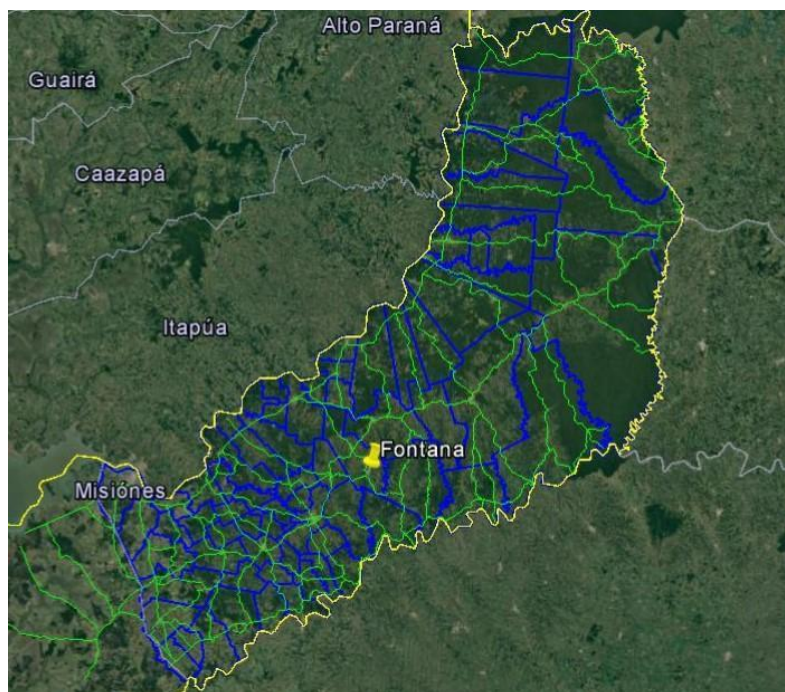 Alto Paraná
Guairá
Caazapá
Itapúa
Fontana
Misiónes